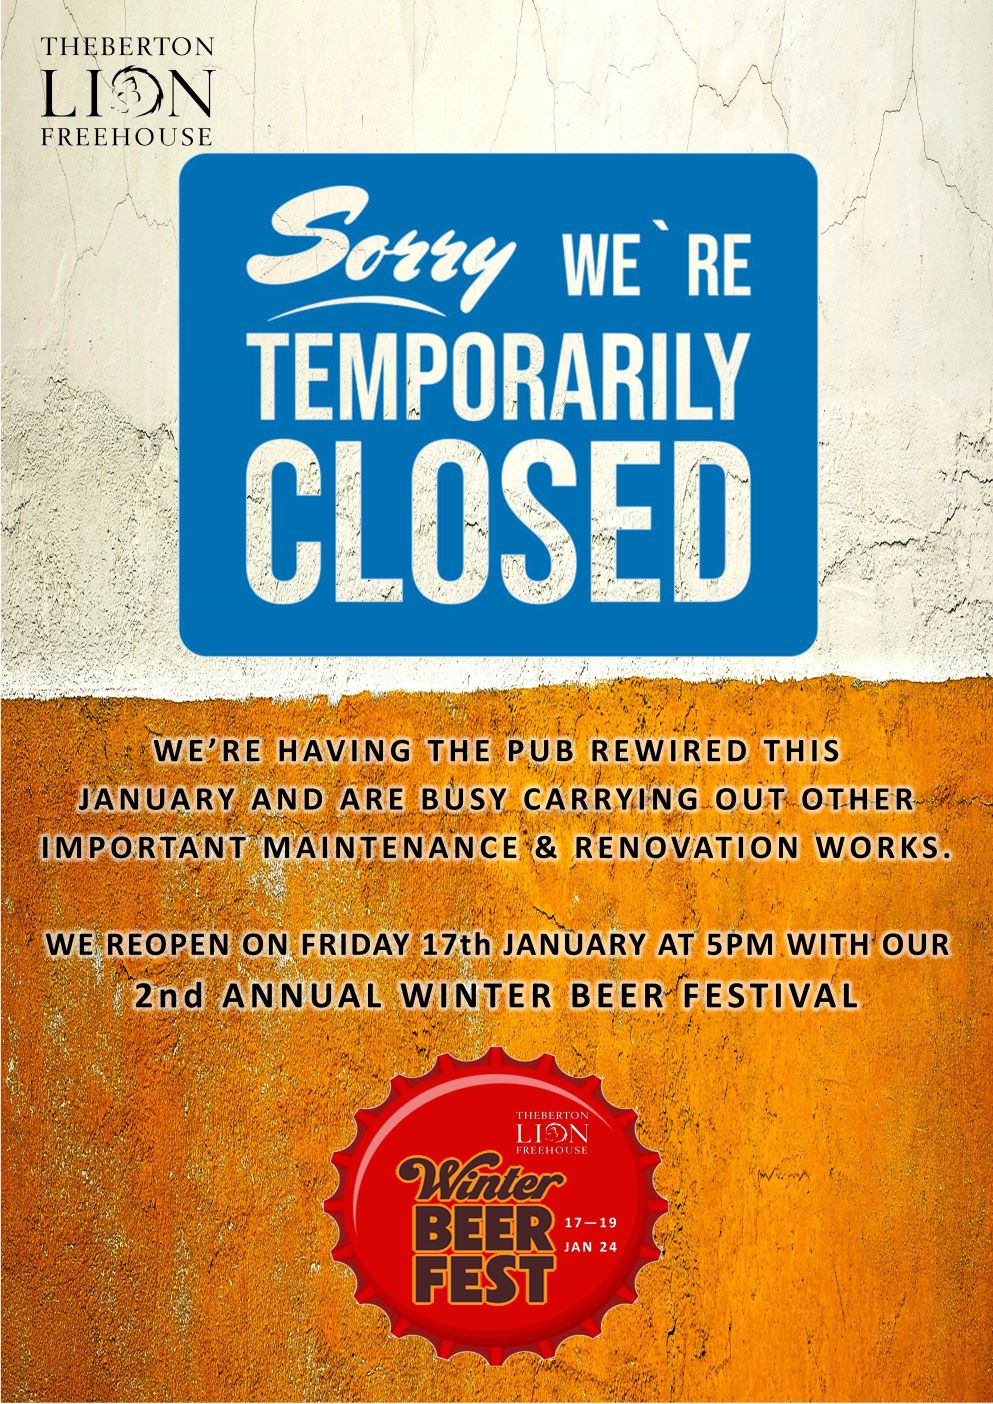 THEBERTON
LION
FREEHOUSE
Sorry WE`RE
TEMPORARILY
CLOSED
WE’RE HAVING THE PUB REWIRED THIS
JANUARY AND ARE BUSY CARRYING OUT OTHER
IMPORTANT MAINTENANCE & RENOVATION WORKS.
WE REOPEN ON FRIDAY 17th JANUARY AT 5PM WITH OUR
2nd ANNUAL WINTER BEER FESTIVAL
THEBERTON
LION
FREEHOUSE
Winter
BEER
FEST
17—19
JAN 24